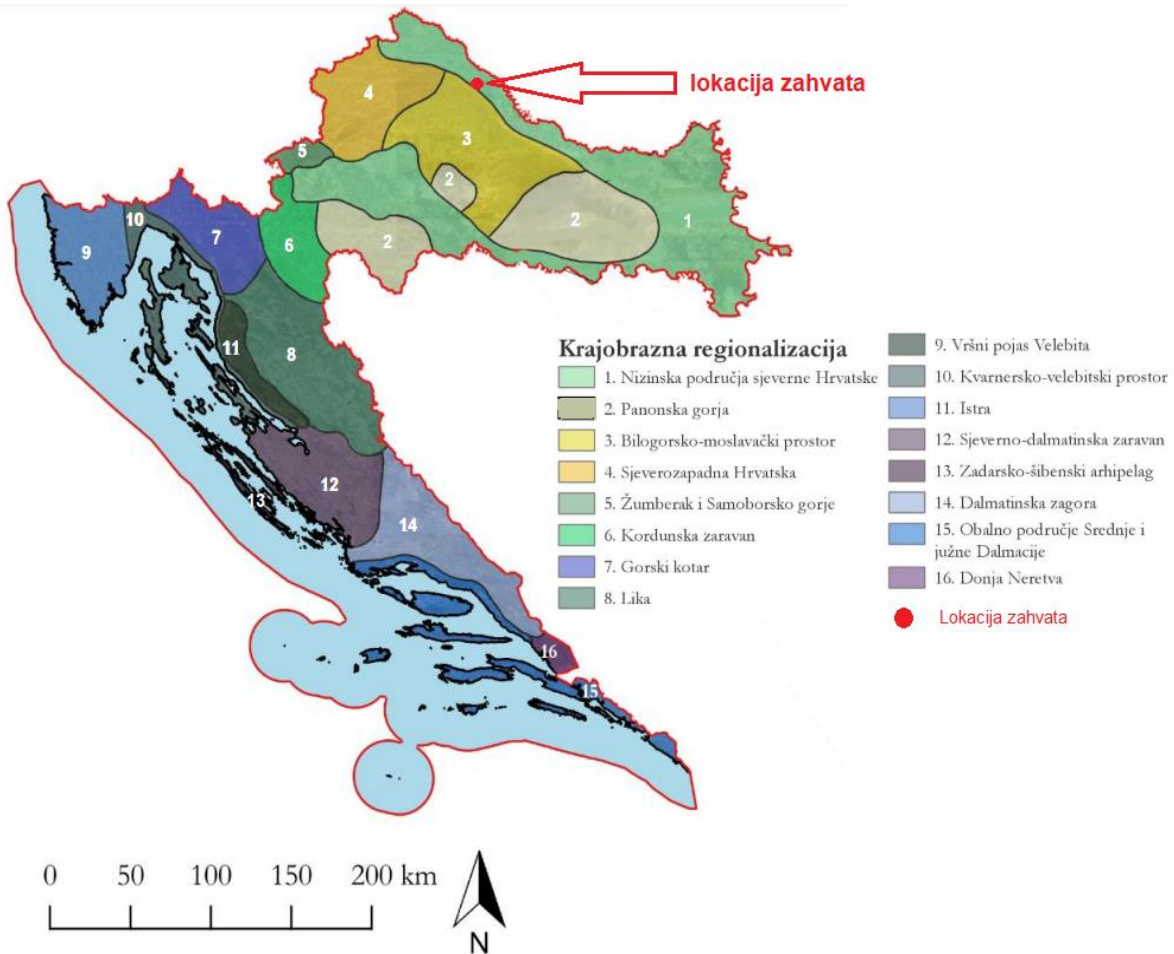 lokacija zahvata
4
3
5
2
2
1
10
9
7
6
2
11
8
12
13
14
16
15
Krajobrazna regionalizacija
1. Nizinska područja sjeverne Hrvatske
2. Panonska gorja
3. Bilogorsko-moslavački prostor
4. Sjeverozapadna Hrvatska
5. Žumberak i Samoborsko gorje
6. Kordunska zaravan
7. Gorski kotar
8. Lika
9. Vršni pojas Velebita
10. Kvarnersko-velebitski prostor
11. Istra
12. Sjeverno-dalmatinska zaravan
13. Zadarsko-šibenski arhipelag
14. Dalmatinska zagora
15. Obalno područje Srednje i
južne Dalmacije
16. Donja Neretva
Lokacija zahvata
0 50 100 150 200 km
N